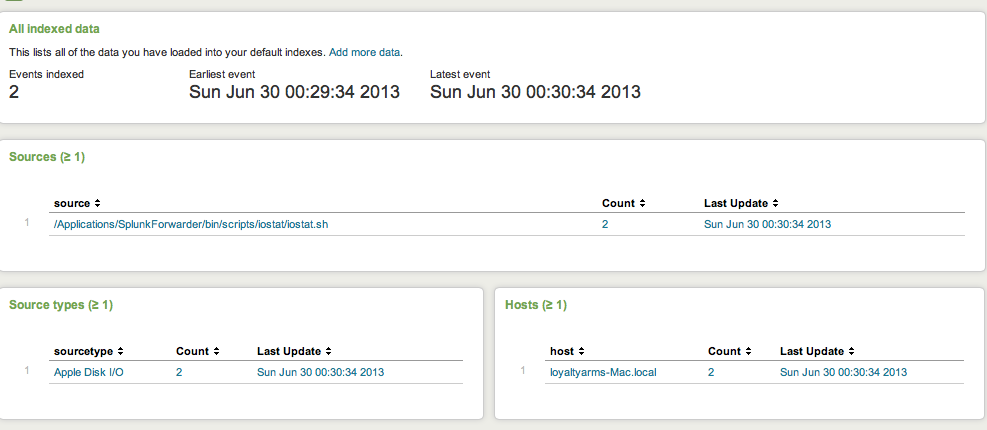 All indexed data
This lists all of the data you have loaded into your default indexes. Add more data.
Events indexed Earliest event Latest event
2 Sun Jun 30 00:29:34 2013 Sun Jun 30 00:30:34 2013
Sources (≥ 1)
source Count Last Update
1 /Applications/SplunkForwarder/bin/scripts/iostat/iostat.sh 2 Sun Jun 30 00:30:34 2013
Source types (≥ 1)
sourcetype Count Last Update
1 Apple Disk I/O 2 Sun Jun 30 00:30:34 2013
Hosts (≥ 1)
host Count Last Update
1 loyaltyarms-Mac.local 2 Sun Jun 30 00:30:34 2013